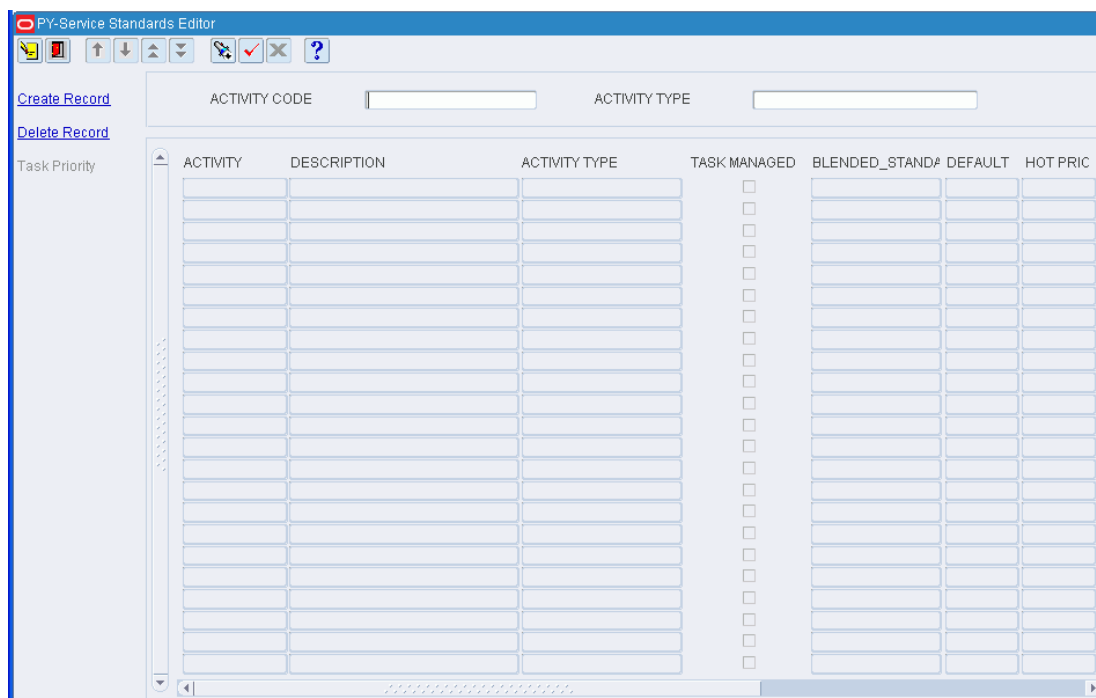 PY-Service Standards Editor
?
Create Record
ACTIVITY CODE
ACTIVITY TYPE
Delete Record
Task Priority
ACTIVITY DESCRIPTION ACTIVITY TYPE TASK MANAGED BLENDED_STANDA DEFAULT HOT PRIC